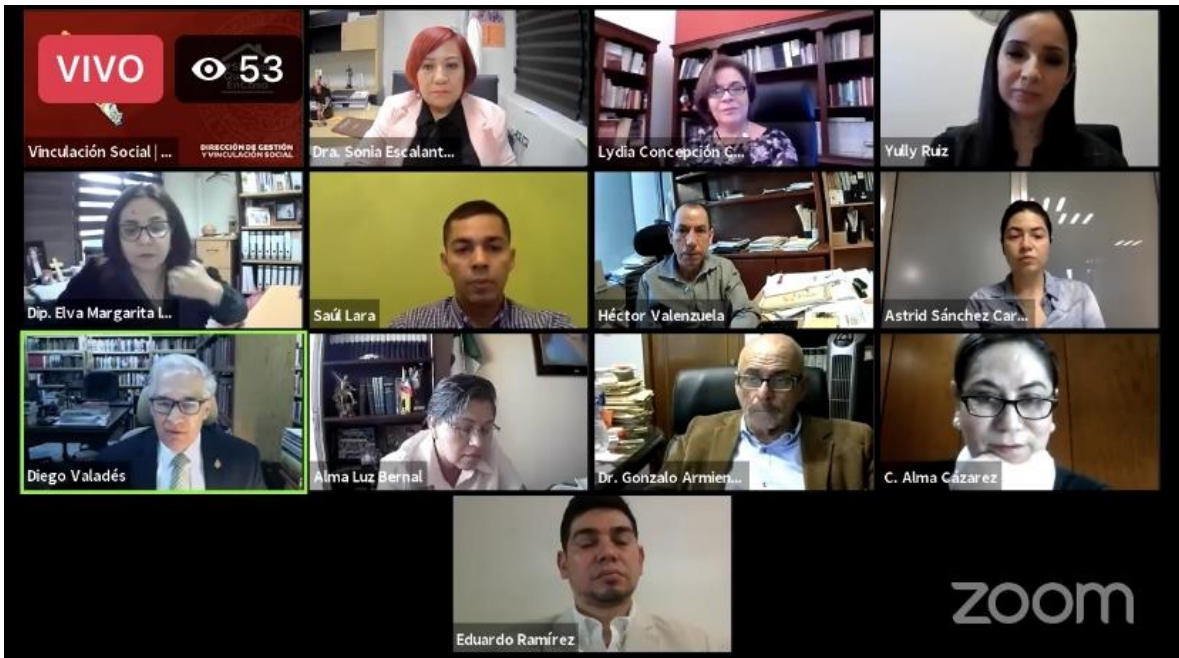 VIVO
53
Vinculación Social | ...
DIRECCIÓN DE GESTIÓN
Y VINCULACIÓN SOCIAL
Dra. Sonia Escalant...
Lydia Concepción C...
Yully Ruiz
Dip. Elva Margarita I...
Saúl Lara
Héctor Valenzuela
Astrid Sánchez Car...
Diego Valadés
Alma Luz Bernal
Dr. Gonzalo Armien...
C. Alma Cázarez
Eduardo Ramírez
zoom